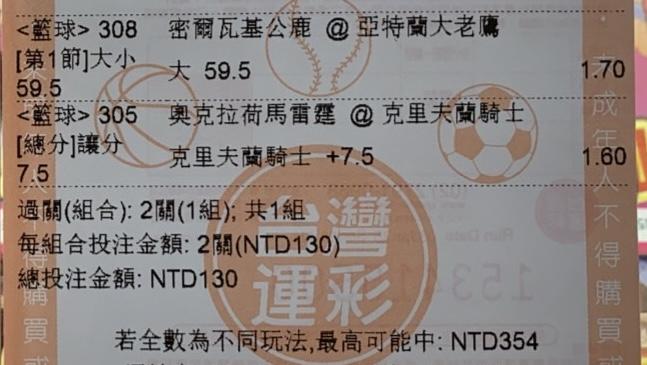 <籃球> 308 密爾瓦基公鹿 @ 亞特蘭大老鷹
[第1節]大小 大 59.5 1.70
59.5
<籃球> 305 奧克拉荷馬雷霆 @ 克里夫蘭騎士
[總分]讓分 克里夫蘭騎士 +7.5 1.60
7.5
過關(組合): 2關(1組); 共1組
每組合投注金額: 2關(NTD130)
總投注金額: NTD130
若全數為不同玩法,最高可能中: NTD354
台灣
運彩
未成年人不得購買或